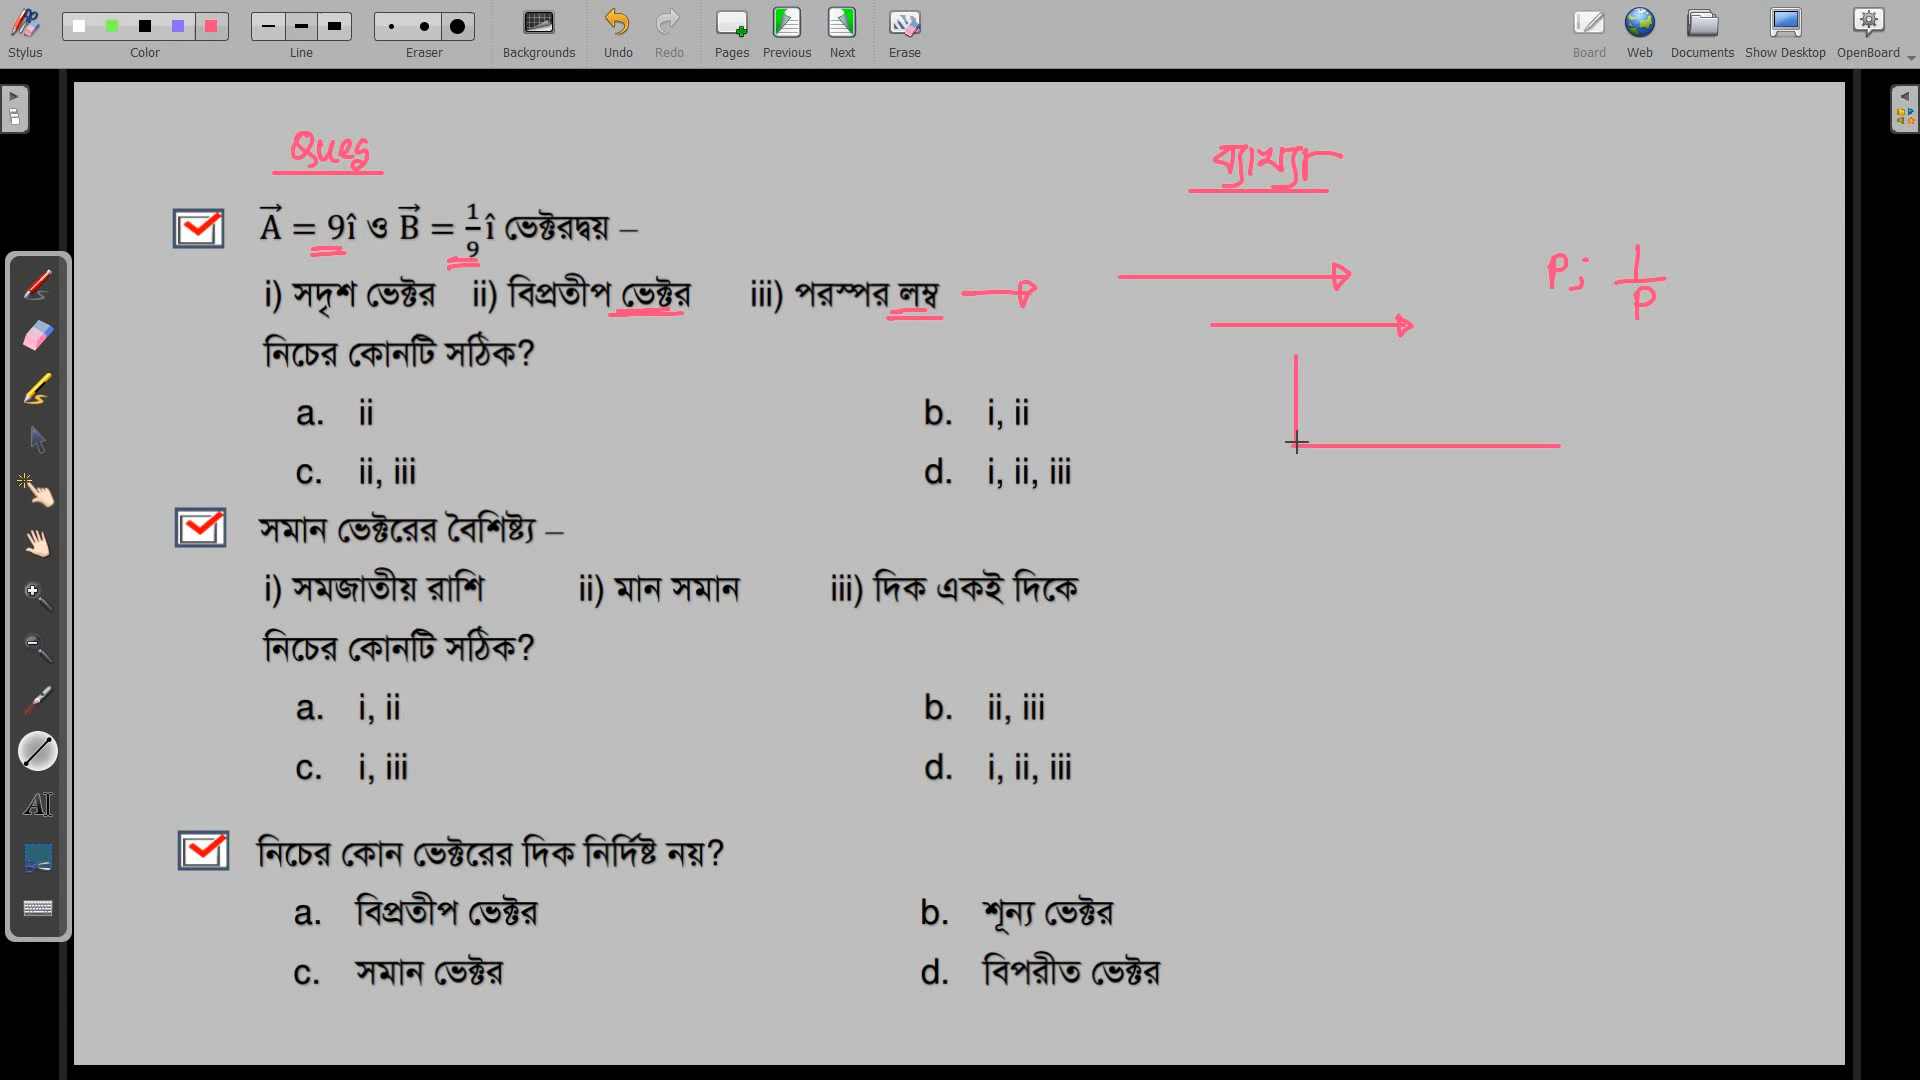 Stylus Color Line Eraser Backgrounds Undo Redo Pages Previous Next Erase Board Web Documents Show Desktop OpenBoard
Ques
ব্যাখ্যা
A = 9î ও B = 1/9 î ভেক্টরদ্বয় –
i) সদৃশ ভেক্টর ii) বিপ্রতীপ ভেক্টর iii) পরস্পর লম্ব
P; 1/P
নিচের কোনটি সঠিক?
a. ii b. i, ii
c. ii, iii d. i, ii, iii
সমান ভেক্টরের বৈশিষ্ট্য –
i) সমজাতীয় রাশি ii) মান সমান iii) দিক একই দিকে
নিচের কোনটি সঠিক?
a. i, ii b. ii, iii
c. i, iii d. i, ii, iii
নিচের কোন ভেক্টরের দিক নির্দিষ্ট নয়?
a. বিপ্রতীপ ভেক্টর b. শূন্য ভেক্টর
c. সমান ভেক্টর d. বিপরীত ভেক্টর
AI